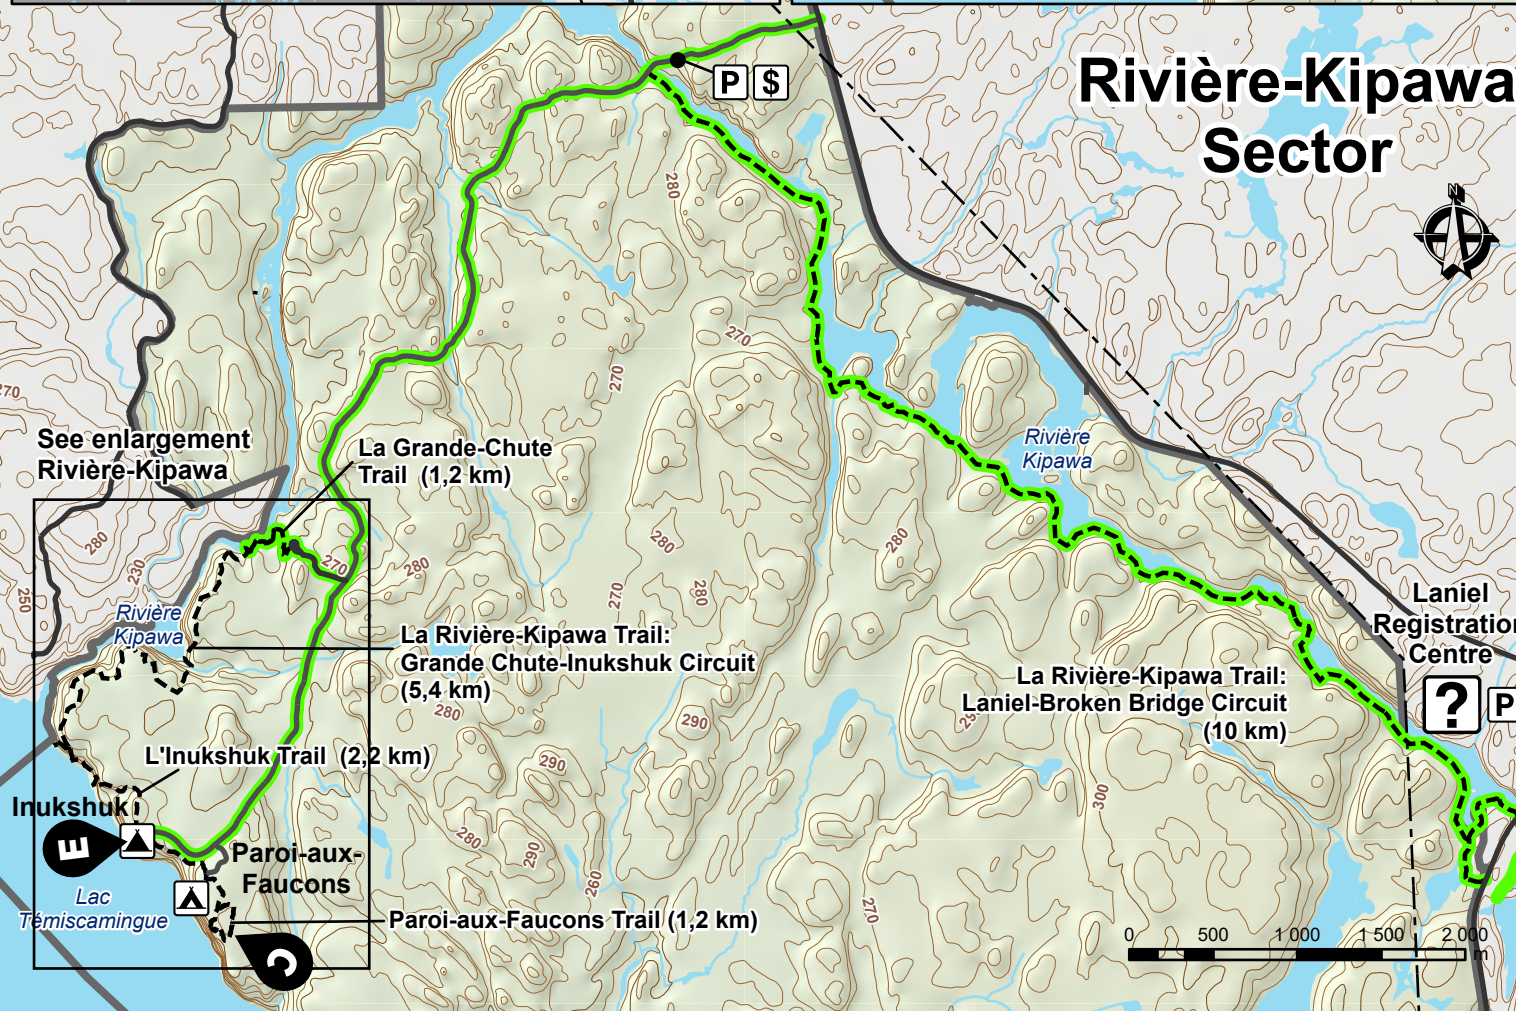 Rivière-Kipawa
Sector
N
P $
280
270
270
270
See enlargement
Rivière-Kipawa
La Grande-Chute
Trail (1,2 km)
Rivière
Kipawa
280
230
250
270
280
280
280
270
280
Rivière
Kipawa
La Rivière-Kipawa Trail:
Grande Chute-Inukshuk Circuit
(5,4 km)
Laniel
Registration
Centre
? P
La Rivière-Kipawa Trail:
Laniel-Broken Bridge Circuit
(10 km)
280
290
290
L'Inukshuk Trail (2,2 km)
Inukshuk
E
300
280
290
260
270
Paroi-aux-
Faucons
Lac
Témiscamingue
Paroi-aux-Faucons Trail (1,2 km)
C
0 500 1 000 1 500 2 000
m